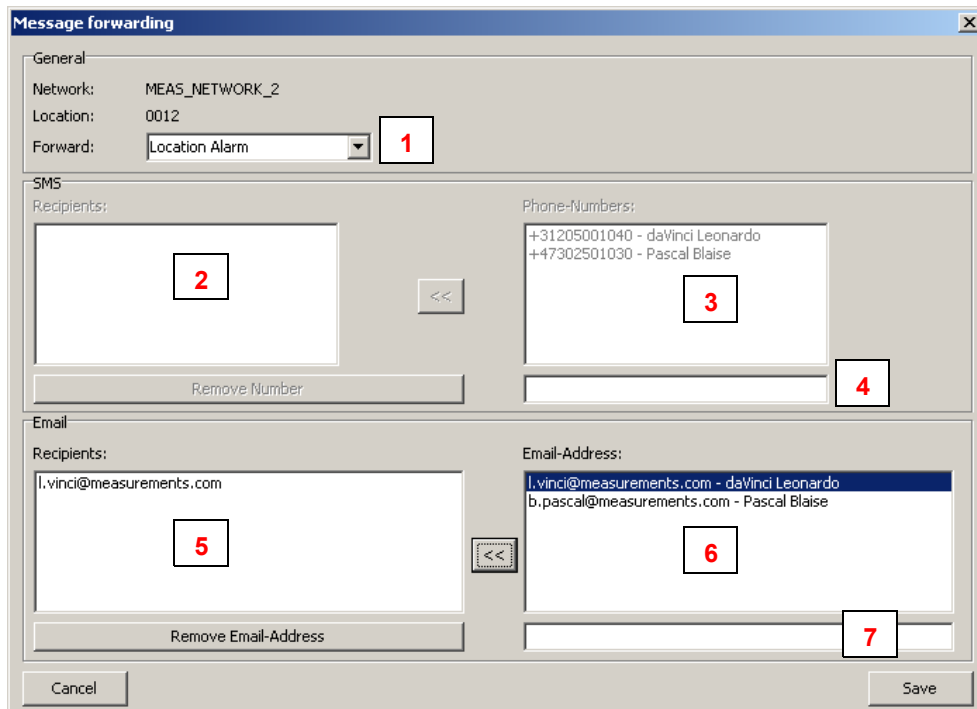 Message forwarding
General
Network: MEAS_NETWORK_2
Location: 0012
Forward: Location Alarm
1
SMS
Recipients:
Phone-Numbers:
+31205001040 - daVinci Leonardo
+47302501030 - Pascal Blaise
2
<<
3
Remove Number
4
Email
Recipients:
Email-Address:
l.vinci@measurements.com
l.vinci@measurements.com - daVinci Leonardo
b.pascal@measurements.com - Pascal Blaise
5
<<
6
Remove Email-Address
7
Cancel
Save